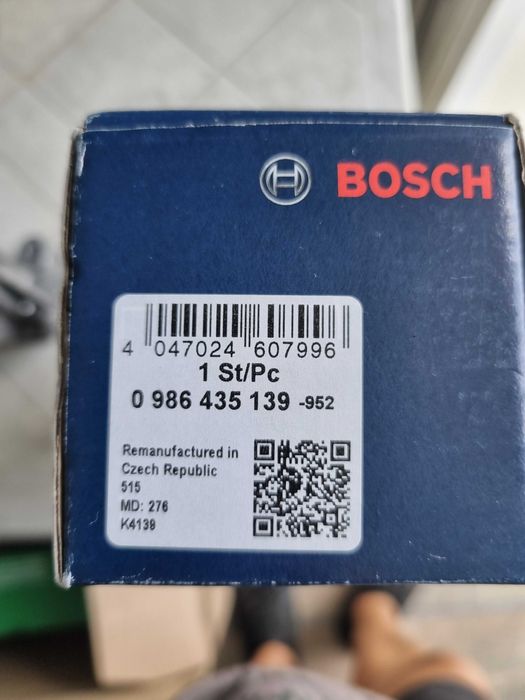 BOSCH
4 047024 607996
1 St/Pc
0 986 435 139 -952
Remanufactured in
Czech Republic
515
MD: 276
K4139